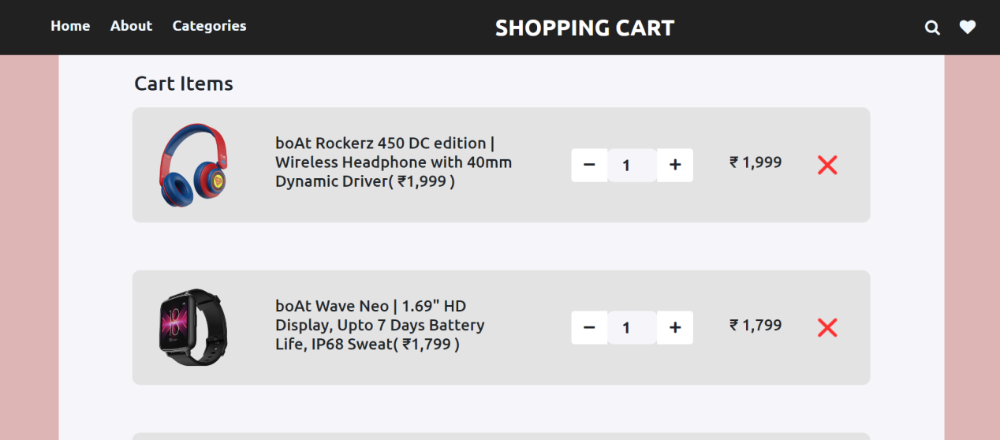 Home About Categories SHOPPING CART
Cart Items
boAt Rockerz 450 DC edition |
Wireless Headphone with 40mm
Dynamic Driver( ₹1,999 )
− 1 + ₹ 1,999
boAt Wave Neo | 1.69" HD
Display, Upto 7 Days Battery
Life, IP68 Sweat( ₹1,799 )
− 1 + ₹ 1,799